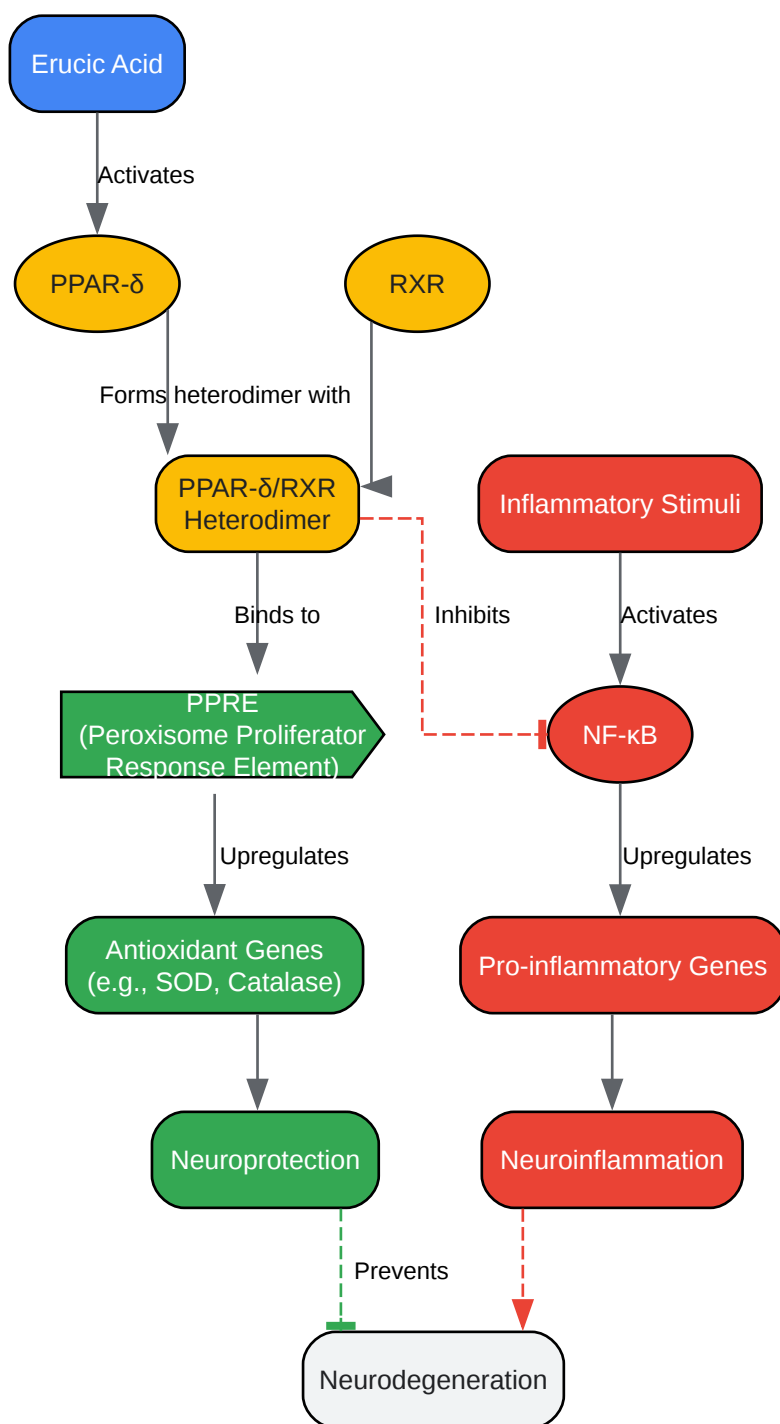 Erucic Acid
Activates
PPAR-δ
RXR
Forms heterodimer with
PPAR-δ/RXR
Heterodimer
Inflammatory Stimuli
Binds to
Inhibits
Activates
PPRE
(Peroxisome Proliferator
Response Element)
NF-κB
Upregulates
Upregulates
Antioxidant Genes
(e.g., SOD, Catalase)
Pro-inflammatory Genes
Neuroprotection
Neuroinflammation
Prevents
Neurodegeneration